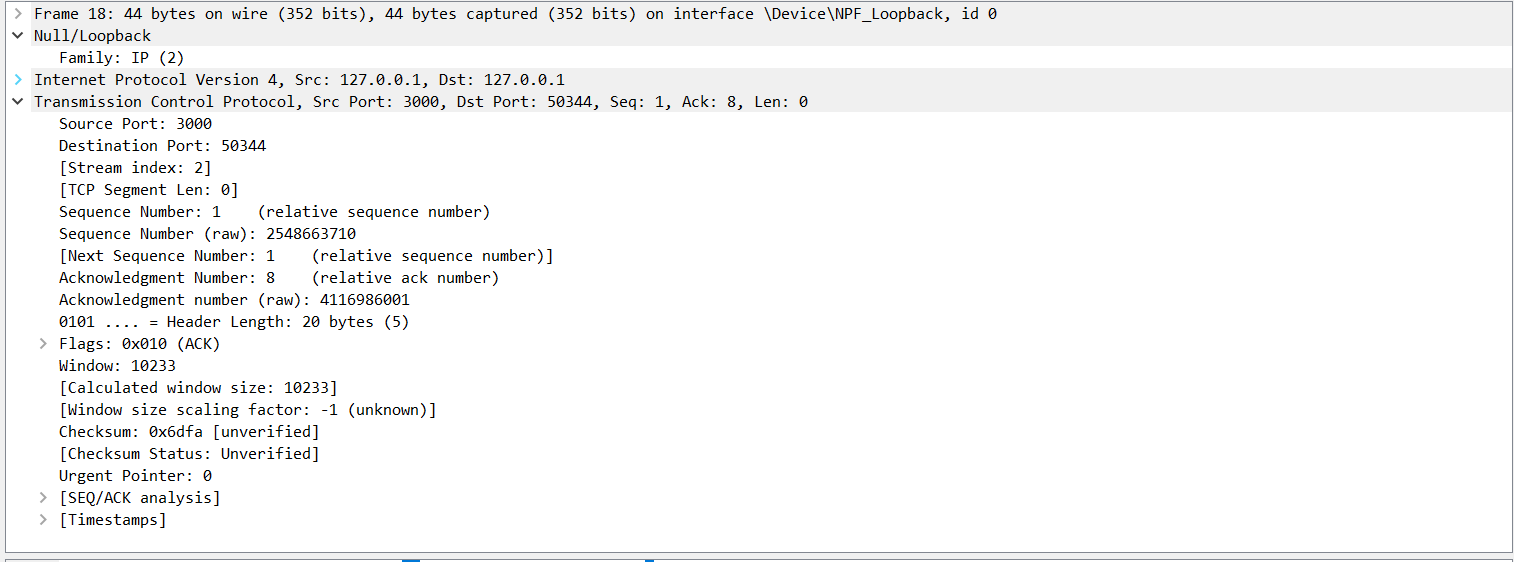 Frame 18: 44 bytes on wire (352 bits), 44 bytes captured (352 bits) on interface \Device\NPF_Loopback, id 0
Null/Loopback
Family: IP (2)
Internet Protocol Version 4, Src: 127.0.0.1, Dst: 127.0.0.1
Transmission Control Protocol, Src Port: 3000, Dst Port: 50344, Seq: 1, Ack: 8, Len: 0
Source Port: 3000
Destination Port: 50344
[Stream index: 2]
[TCP Segment Len: 0]
Sequence Number: 1    (relative sequence number)
Sequence Number (raw): 2548663710
[Next Sequence Number: 1    (relative sequence number)]
Acknowledgment Number: 8    (relative ack number)
Acknowledgment number (raw): 4116986001
0101 .... = Header Length: 20 bytes (5)
Flags: 0x010 (ACK)
Window: 10233
[Calculated window size: 10233]
[Window size scaling factor: -1 (unknown)]
Checksum: 0x6dfa [unverified]
[Checksum Status: Unverified]
Urgent Pointer: 0
[SEQ/ACK analysis]
[Timestamps]